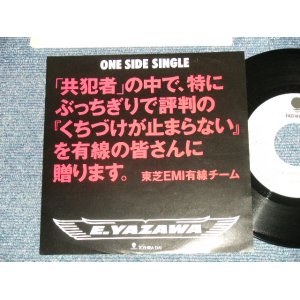 ONE SIDE SINGLE
「共犯者」の中で、特に
ぶっちぎりで評判の
『くちづけが止まらない』
を有線の皆さんに
贈ります。 東芝EMI有線チーム
E.YAZAWA
TOSHIBA EMI